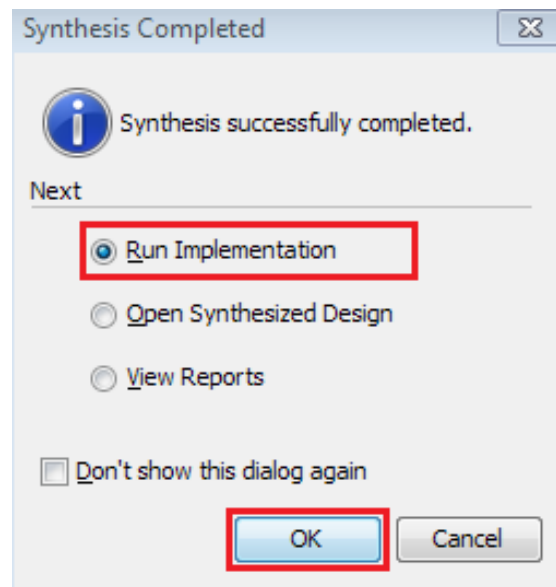 Synthesis Completed
Synthesis successfully completed.
Next
Run Implementation
Open Synthesized Design
View Reports
Don't show this dialog again
OK Cancel